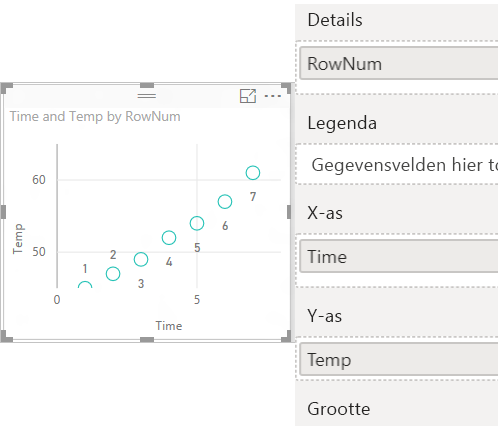 Time and Temp by RowNum
60
50
Temp
1
2
3
4
5
6
7
0
5
Time
Details
RowNum
Legenda
Gegevensvelden hier to
X-as
Time
Y-as
Temp
Grootte